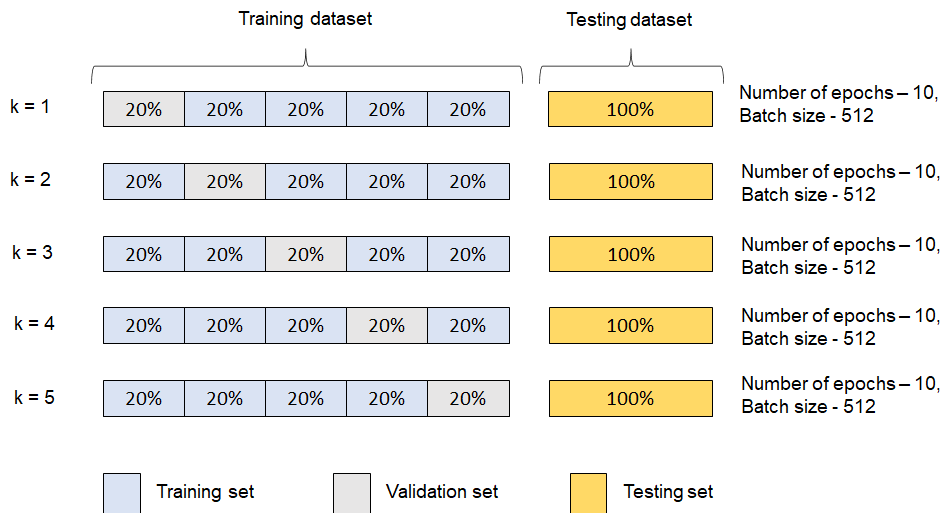 Training dataset
Testing dataset
k = 1
20% 20% 20% 20% 20%
100%
Number of epochs – 10,
Batch size - 512
k = 2
20% 20% 20% 20% 20%
100%
Number of epochs – 10,
Batch size - 512
k = 3
20% 20% 20% 20% 20%
100%
Number of epochs – 10,
Batch size - 512
k = 4
20% 20% 20% 20% 20%
100%
Number of epochs – 10,
Batch size - 512
k = 5
20% 20% 20% 20% 20%
100%
Number of epochs – 10,
Batch size - 512
Training set
Validation set
Testing set